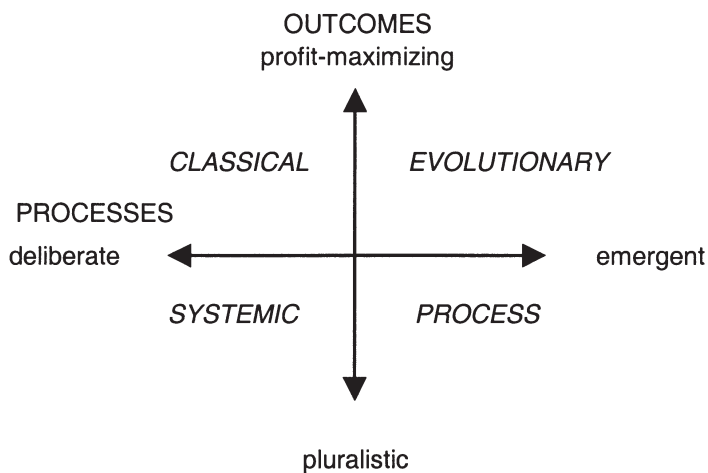 OUTCOMES
profit-maximizing
CLASSICAL EVOLUTIONARY
PROCESSES
deliberate emergent
SYSTEMIC PROCESS
pluralistic